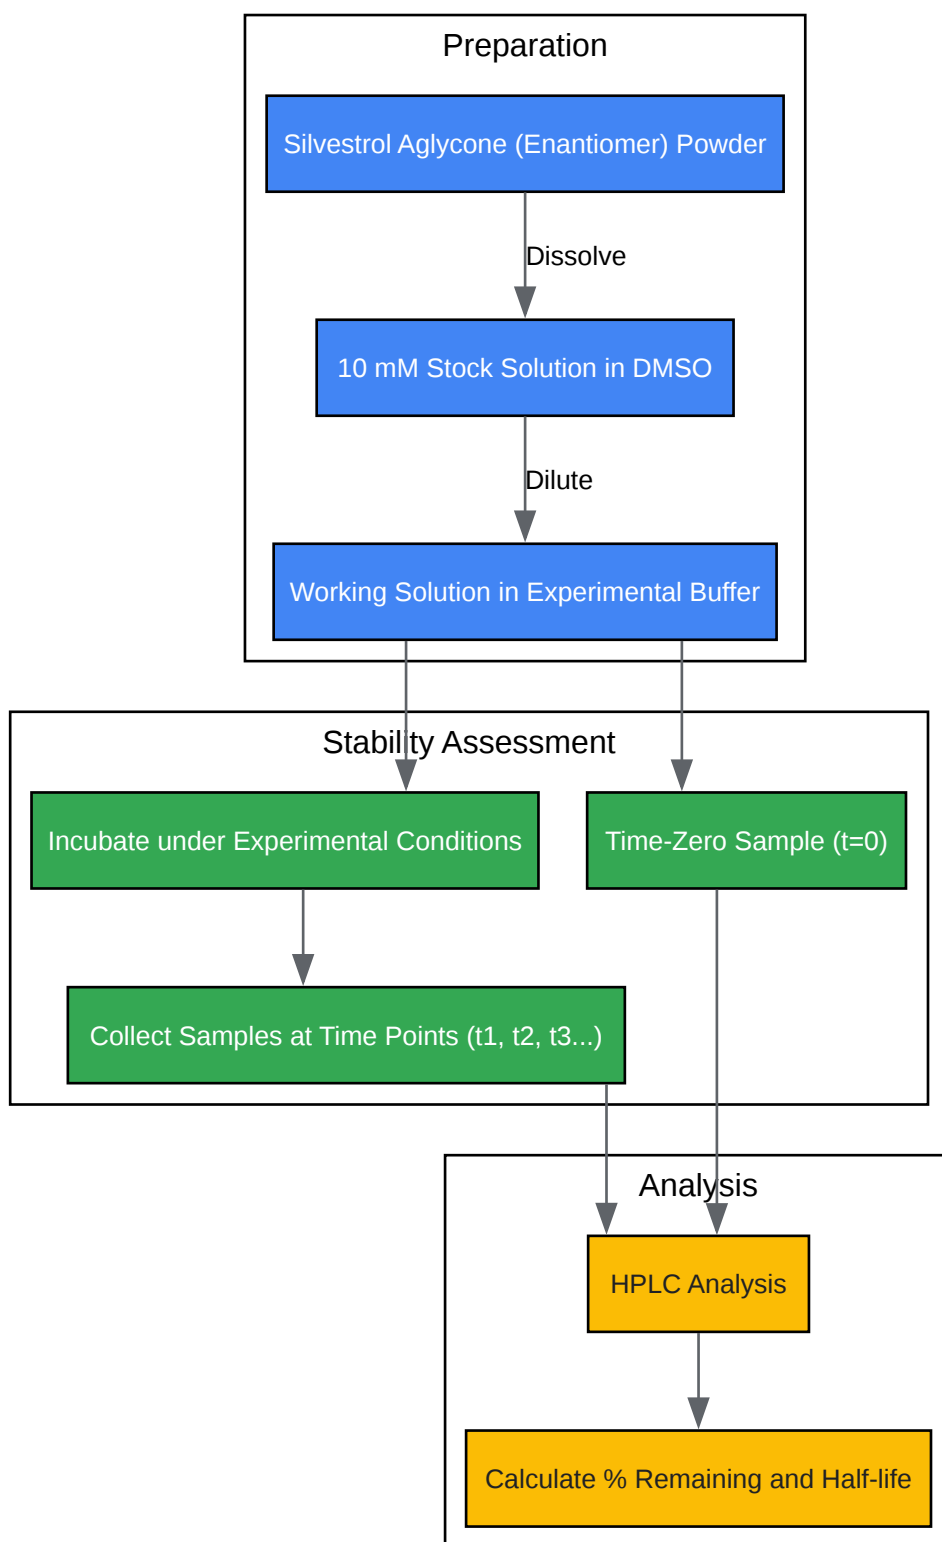 Preparation
Silvestrol Aglycone (Enantiomer) Powder
Dissolve
10 mM Stock Solution in DMSO
Dilute
Working Solution in Experimental Buffer
Stability Assessment
Incubate under Experimental Conditions
Time-Zero Sample (t=0)
Collect Samples at Time Points (t1, t2, t3...)
Analysis
HPLC Analysis
Calculate % Remaining and Half-life